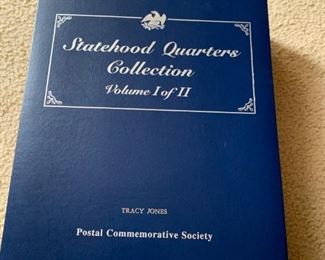 Statehood Quarters
Collection
Volume I of II
TRACY JONES
Postal Commemorative Society